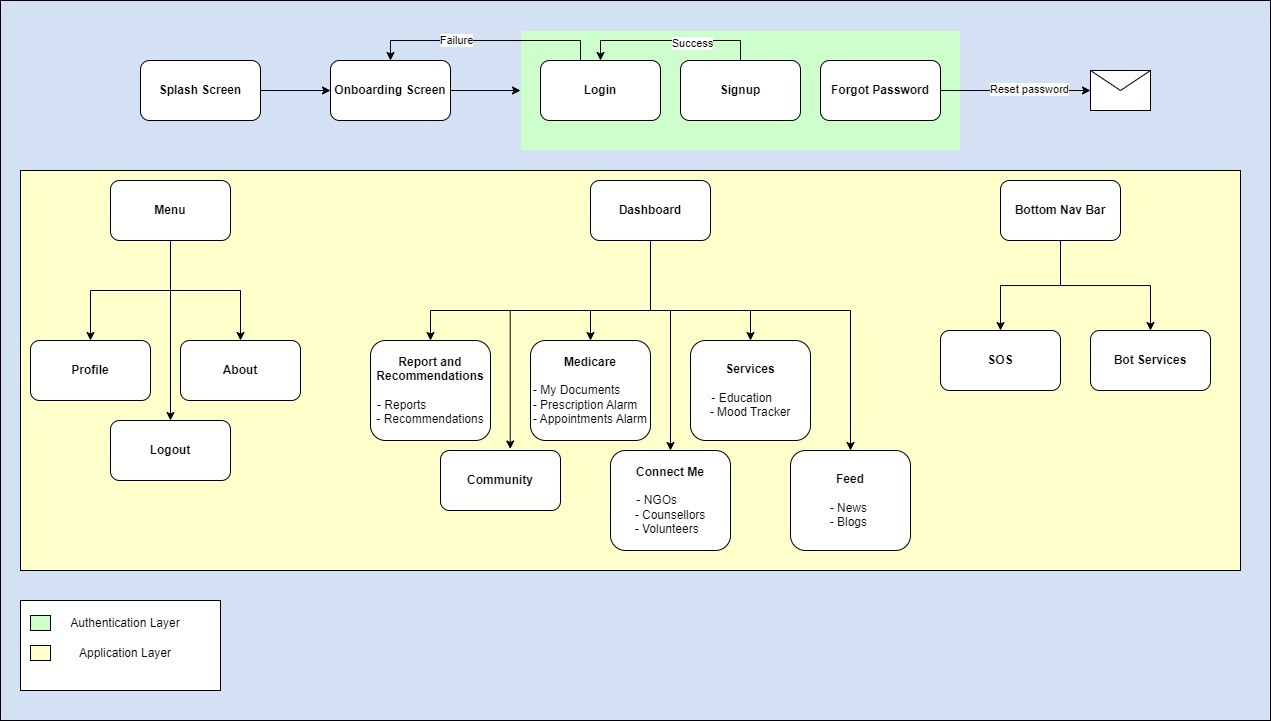 Failure
Success
Splash Screen
Onboarding Screen
Login
Signup
Forgot Password
Reset password
Menu
Dashboard
Bottom Nav Bar
Profile
About
Logout
Report and
Recommendations
- Reports
- Recommendations
Medicare
- My Documents
- Prescription Alarm
- Appointments Alarm
Services
- Education
- Mood Tracker
SOS
Bot Services
Community
Connect Me
- NGOs
- Counsellors
- Volunteers
Feed
- News
- Blogs
Authentication Layer
Application Layer